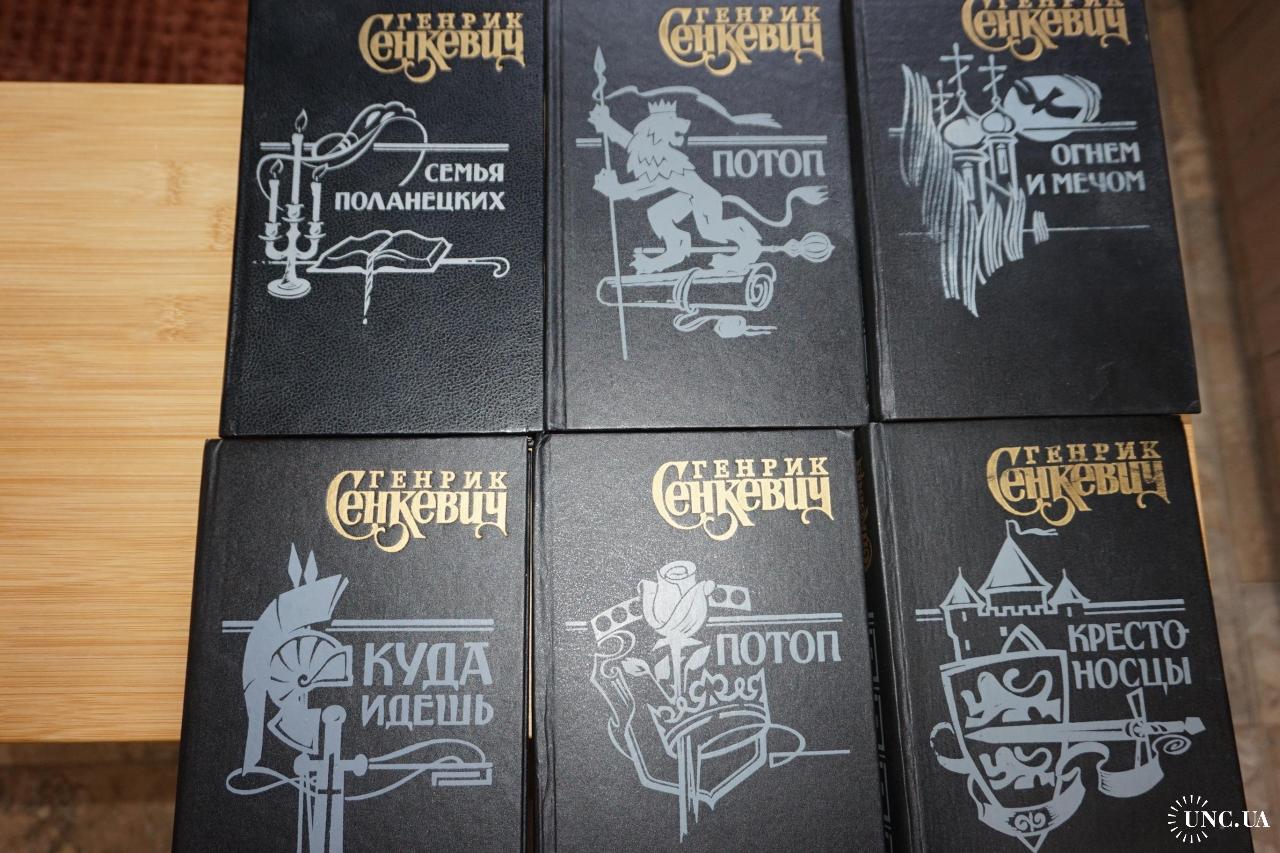 ГЕНРИК
СЕНКЕВИЧ
СЕМЬЯ
ПОЛАНЕЦКИХ
ГЕНРИК
СЕНКЕВИЧ
ПОТОП
ГЕНРИК
СЕНКЕВИЧ
ОГНЕМ
И МЕЧОМ
ГЕНРИК
СЕНКЕВИЧ
КУДА
ИДЕШЬ
ГЕНРИК
СЕНКЕВИЧ
ПОТОП
ГЕНРИК
СЕНКЕВИЧ
КРЕСТО-
НОСЦЫ
UNC.UA